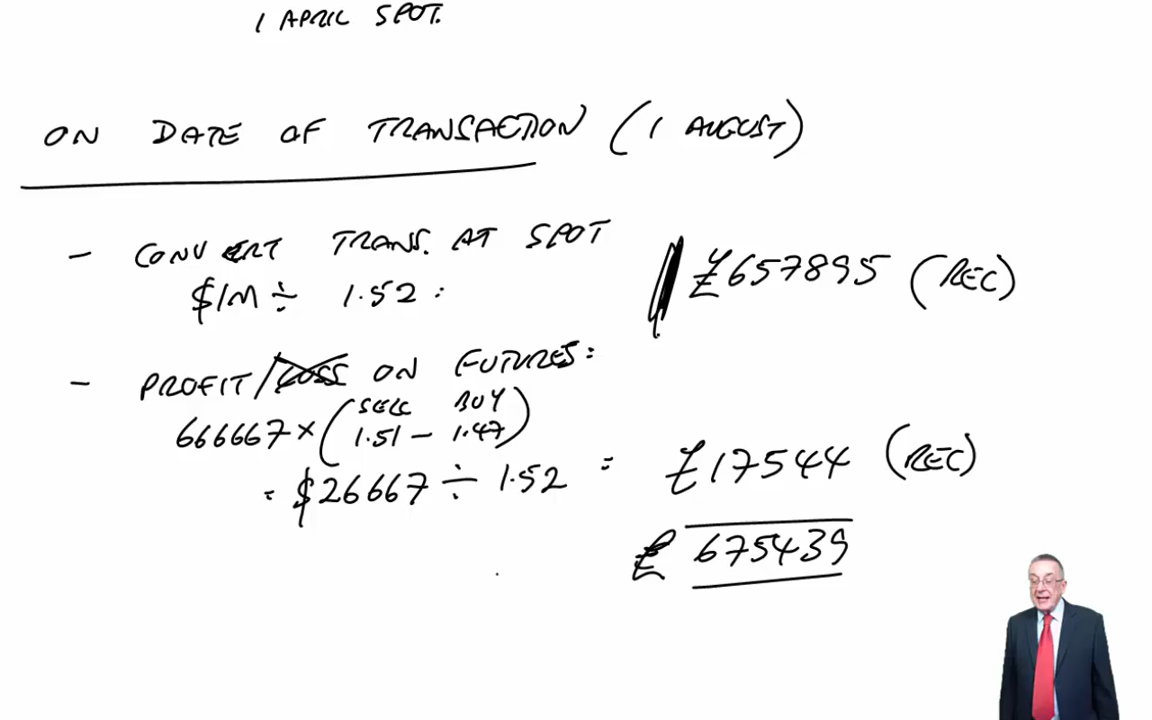 1 APRIL SPOT.
ON DATE OF TRANSACTION (1 AUGUST)
- CONVERT TRANS. AT SPOT
$1M ÷ 1.52 : £657895 (REC)
- PROFIT/LOSS ON FUTURES:
SELL BUY
666667 × (1.51 - 1.47)
= $26667 ÷ 1.52 = £17544 (REC)
£ 675439